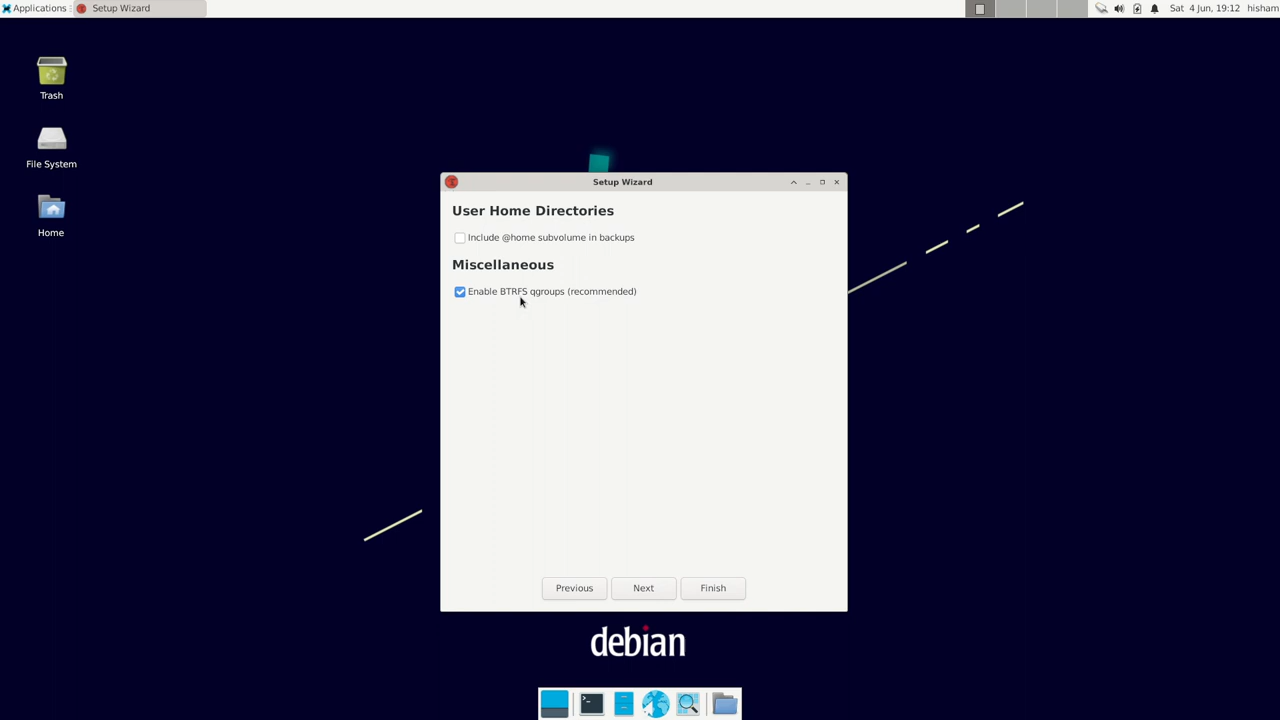 Applications
Setup Wizard
Sat 4 Jun, 19:12
hisham
Trash
File System
Home
Setup Wizard
User Home Directories
Include @home subvolume in backups
Miscellaneous
Enable BTRFS qgroups (recommended)
Previous
Next
Finish
debian